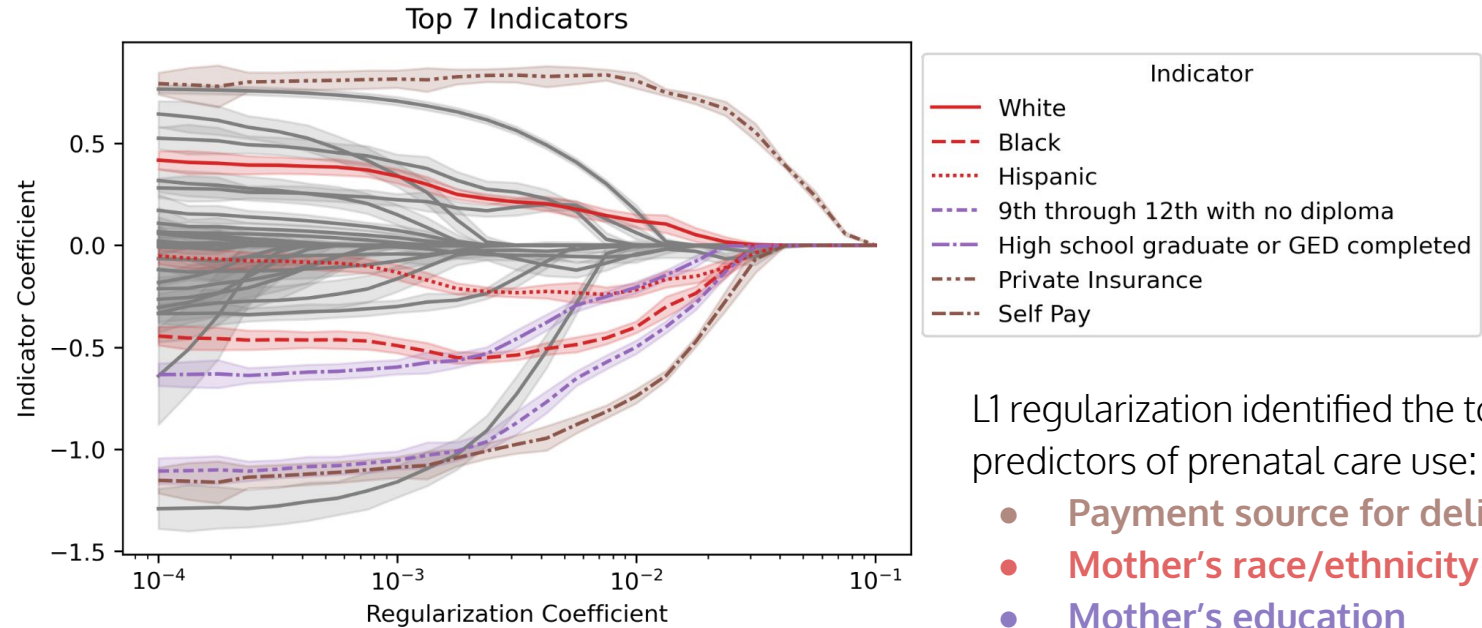 Top 7 Indicators
Indicator Coefficient
0.5
0.0
−0.5
−1.0
−1.5
10⁻⁴
10⁻³
10⁻²
10⁻¹
Regularization Coefficient
Indicator
White
Black
Hispanic
9th through 12th with no diploma
High school graduate or GED completed
Private Insurance
Self Pay
L1 regularization identified the
predictors of prenatal care use:
● Payment source for
● Mother's race/ethnicity
● Mother's education